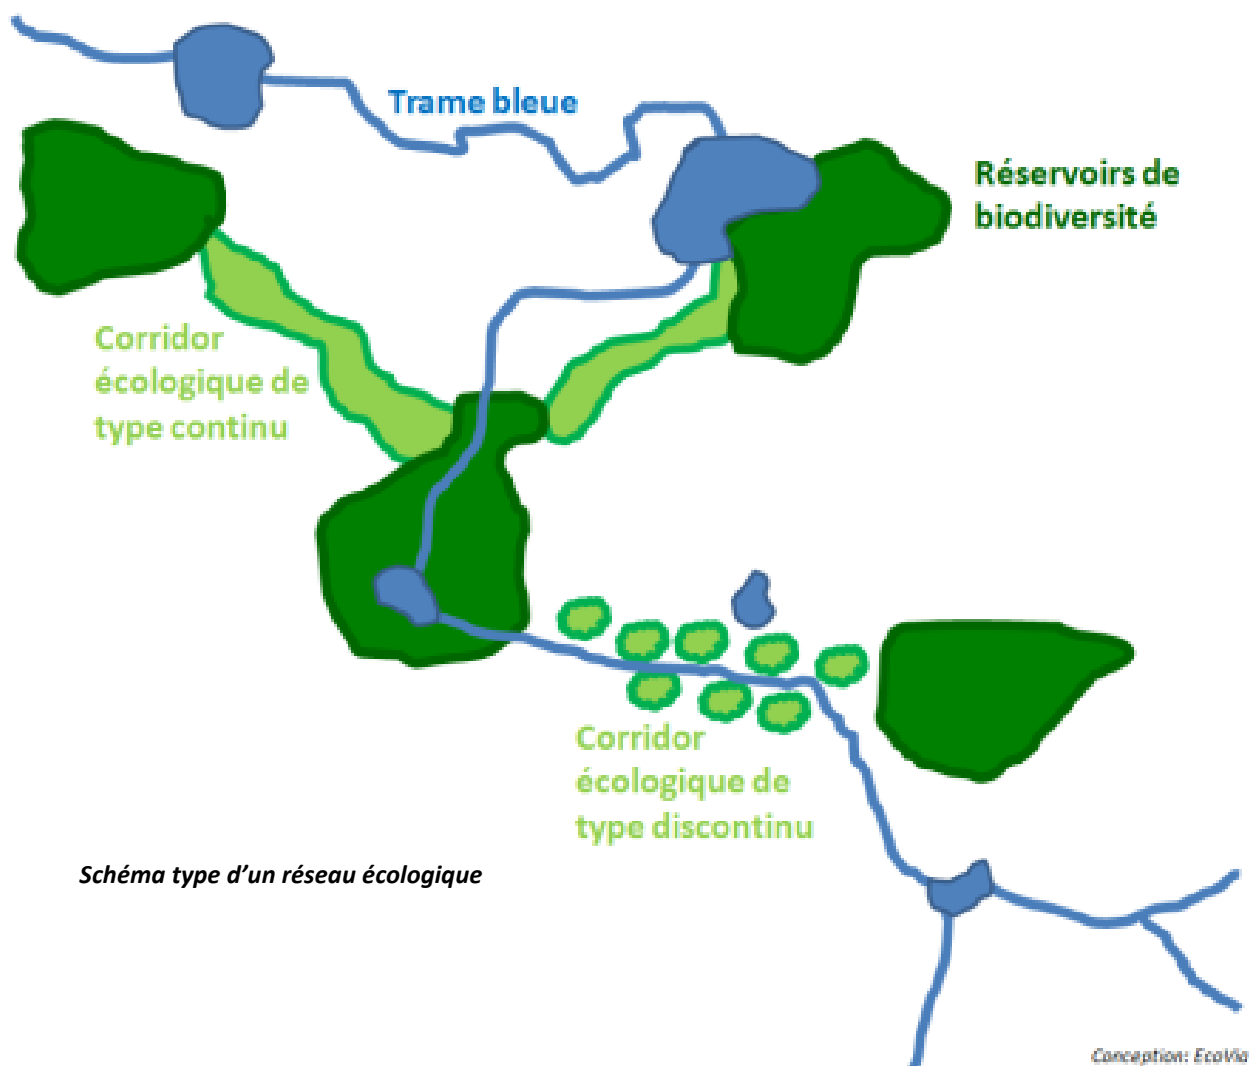 Trame bleue
Réservoirs de
biodiversité
Corridor
écologique de
type continu
Corridor
écologique de
type discontinu
Schéma type d’un réseau écologique
Conception: EcoVia